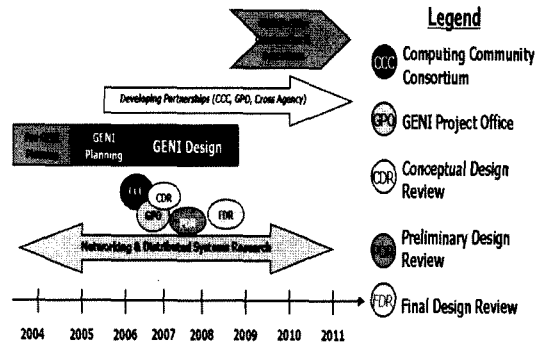 Legend
CCC Computing Community
Consortium
GPO GENI Project Office
CDR Conceptual Design
Review
Preliminary Design
Review
FDR Final Design Review
Developing Partnerships (CCC, GPO, Cross Agency)
GENI
Planning
GENI Design
CCC
CDR
GPO
FDR
Networking & Distributed Systems Research
2004 2005 2006 2007 2008 2009 2010 2011